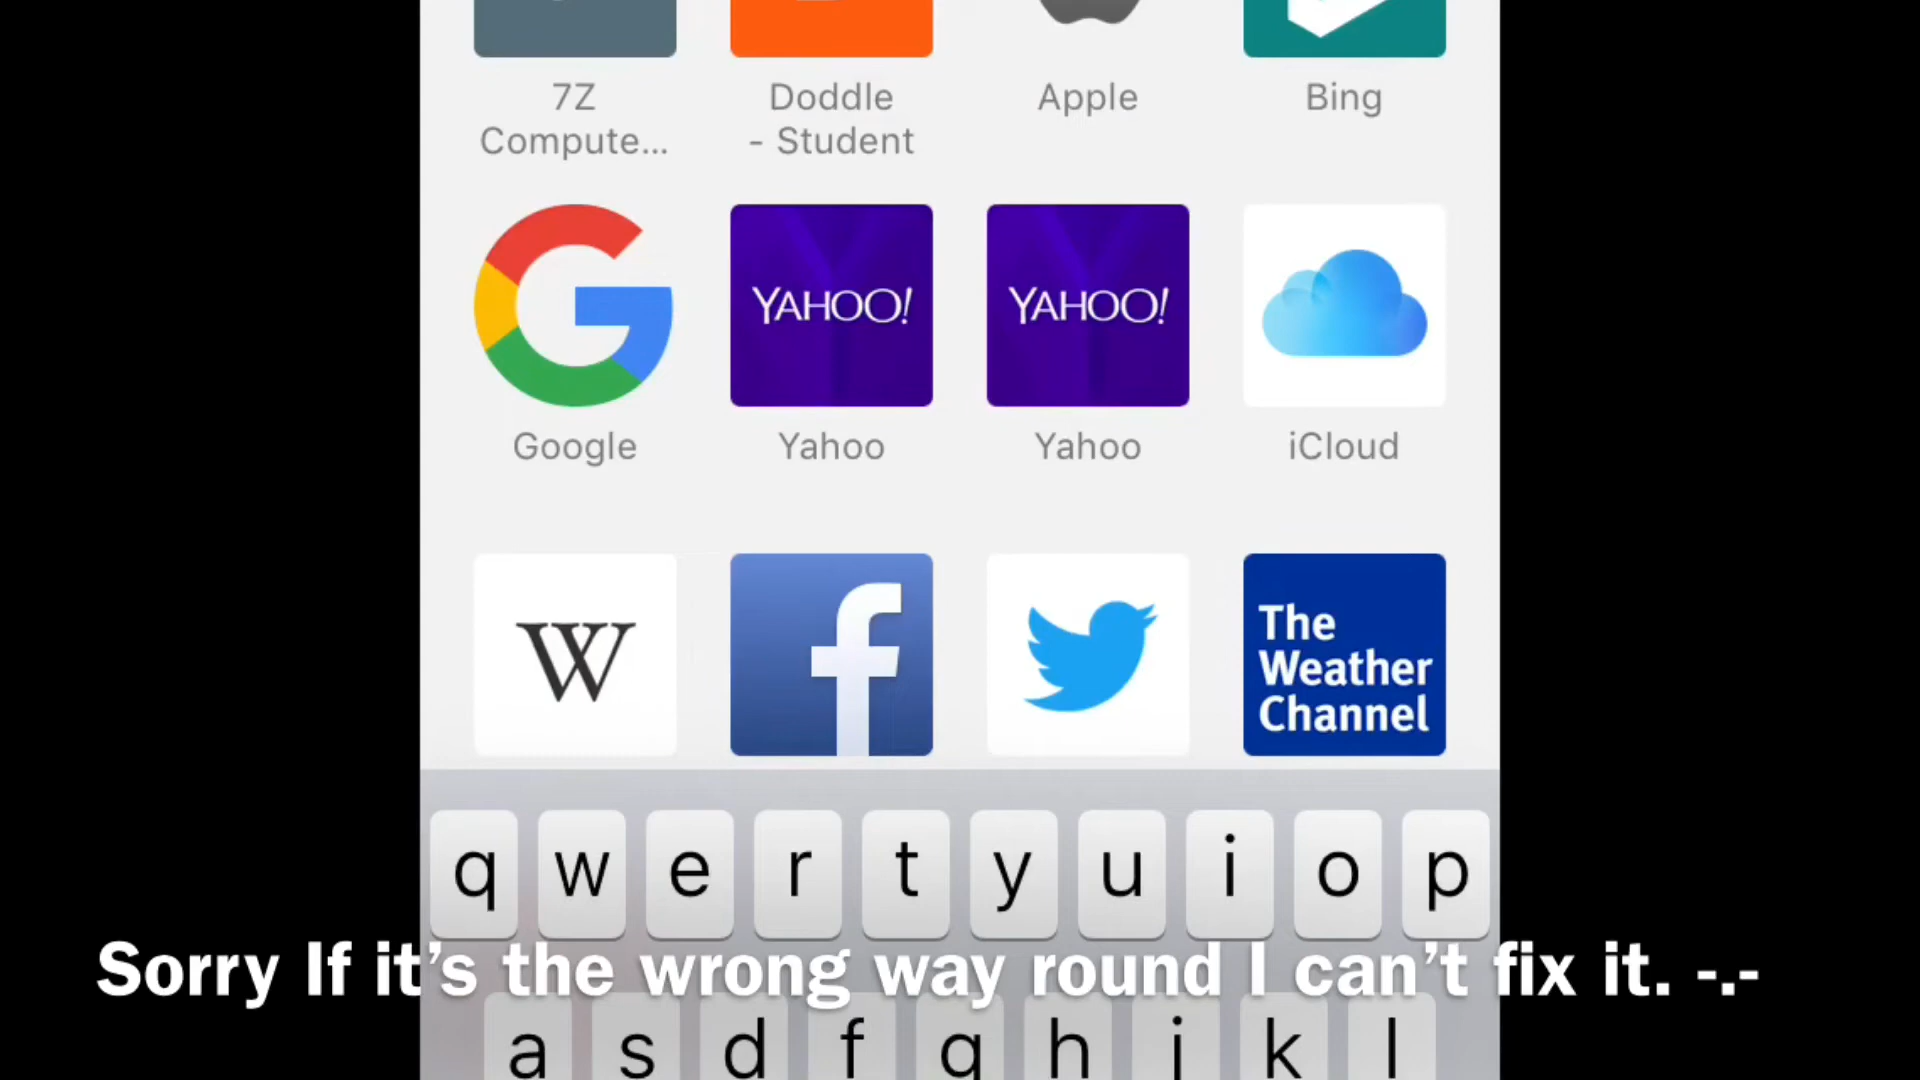 7Z
Compute...
Doddle
- Student
Apple
Bing
YAHOO!
YAHOO!
Google
Yahoo
Yahoo
iCloud
W
f
The
Weather
Channel
q w e r t y u i o p
Sorry If it's the wrong way round I can't fix it. -.-
a s d f g h j k l